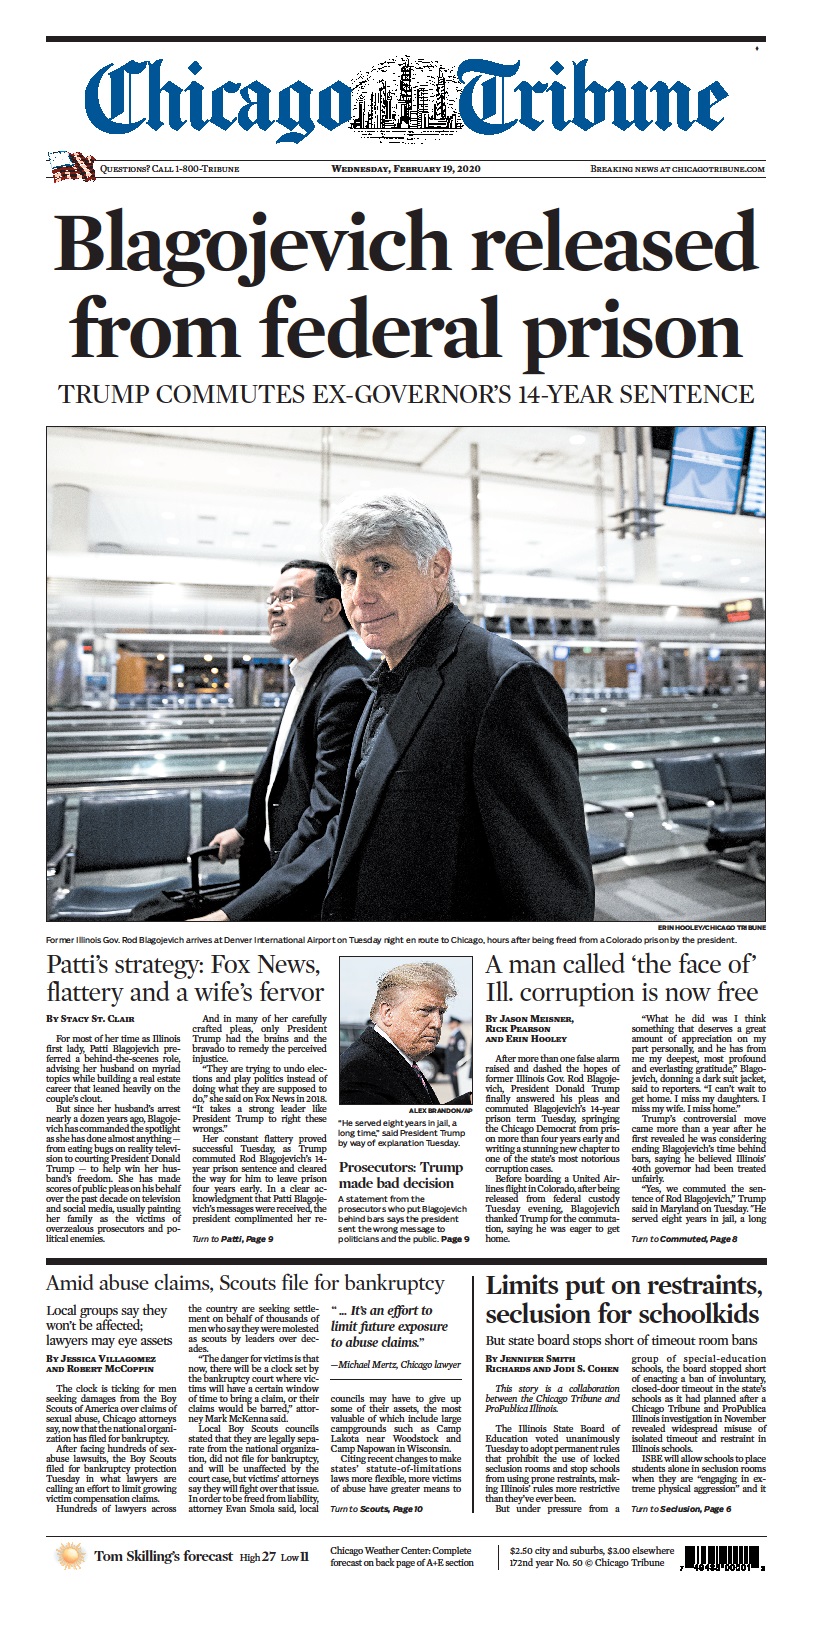 Chicago Tribune
QUESTIONS? CALL 1-800-TRIBUNE
WEDNESDAY, FEBRUARY 19, 2020
BREAKING NEWS AT CHICAGOTRIBUNE.COM
Blagojevich released
from federal prison
TRUMP COMMUTES EX-GOVERNOR'S 14-YEAR SENTENCE
ERIN HOOLEY/CHICAGO TRIBUNE
Former Illinois Gov. Rod Blagojevich arrives at Denver International Airport on Tuesday night en route to Chicago, hours after being freed from a Colorado prison by the president.
Patti's strategy: Fox News,
flattery and a wife's fervor
BY STACY ST. CLAIR
For most of her time as Illinois
first lady, Patti Blagojevich pre-
ferred a behind-the-scenes role,
advising her husband on myriad
topics while building a real estate
career that leaned heavily on the
couple's clout.
But since her husband's arrest
nearly a dozen years ago, Blagoje-
vich has commanded the spotlight
as she has done almost anything —
from eating bugs on reality televi-
sion to courting President Donald
Trump — to help win her hus-
band's freedom. She has made
scores of public pleas on his behalf
over the past decade on television
and social media, usually painting
her family as the victims of
overzealous prosecutors and po-
litical enemies.
And in many of her carefully
crafted pleas, only President
Trump had the brains and the
bravado to remedy the perceived
injustice.
"They are trying to undo elec-
tions and play politics instead of
doing what they are supposed to
do," she said on Fox News in 2018.
"It takes a strong leader like
President Trump to right these
wrongs."
Her constant flattery proved
successful Tuesday, as Trump
commuted Rod Blagojevich's 14-
year prison sentence and cleared
the way for him to leave prison
four years early. In a clear ac-
knowledgment that Patti Blagoje-
vich's messages were received, the
president complimented her re-
Turn to Patti, Page 9
ALEX BRANDON/AP
"He served eight years in jail, a
long time," said President Trump
by way of explanation Tuesday.
Prosecutors: Trump
made bad decision
A statement from the
prosecutors who put Blagojevich
behind bars says the president
sent the wrong message to
politicians and the public. Page 9
A man called 'the face of'
Ill. corruption is now free
BY JASON MEISNER,
RICK PEARSON
AND ERIN HOOLEY
After more than one false alarm
raised and dashed the hopes of
former Illinois Gov. Rod Blagoje-
vich, President Donald Trump
finally answered his pleas and
commuted Blagojevich's 14-year
prison term Tuesday, springing
the Chicago Democrat from pris-
on more than four years early and
writing a stunning new chapter to
one of the state's most notorious
corruption cases.
Before boarding a United Air-
lines flight in Colorado, after being
released from federal custody
Tuesday evening, Blagojevich
thanked Trump for the commuta-
tion, saying he was eager to get
home.
"What he did was I think
something that deserves a great
amount of appreciation on my
part personally, and he has from
me my deepest, most profound
and everlasting gratitude," Blago-
jevich, donning a dark suit jacket,
said to reporters. "I can't wait to
get home. I miss my daughters. I
miss my wife. I miss home."
Trump's controversial move
came more than a year after he
first revealed he was considering
ending Blagojevich's time behind
bars, saying he believed Illinois'
40th governor had been treated
unfairly.
"Yes, we commuted the sen-
tence of Rod Blagojevich," Trump
said in Maryland on Tuesday. "He
served eight years in jail, a long
Turn to Commuted, Page 8
Amid abuse claims, Scouts file for bankruptcy
Local groups say they
won't be affected;
lawyers may eye assets
BY JESSICA VILLAGOMEZ
AND ROBERT MCCOPPIN
The clock is ticking for men
seeking damages from the Boy
Scouts of America over claims of
sexual abuse, Chicago attorneys
say, now that the national organi-
zation has filed for bankruptcy.
After facing hundreds of sex-
abuse lawsuits, the Boy Scouts
filed for bankruptcy protection
Tuesday in what lawyers are
calling an effort to limit growing
victim compensation claims.
Hundreds of lawyers across
the country are seeking settle-
ment on behalf of thousands of
men who say they were molested
as scouts by leaders over dec-
ades.
"The danger for victims is that
now, there will be a clock set by
the bankruptcy court where vic-
tims will have a certain window
of time to bring a claim, or their
claims would be barred," attor-
ney Mark McKenna said.
Local Boy Scouts councils
stated that they are legally sepa-
rate from the national organiza-
tion, did not file for bankruptcy,
and will be unaffected by the
court case, but victims' attorneys
say they will fight over that issue.
In order to be freed from liability,
attorney Evan Smola said, local
" ... It's an effort to
limit future exposure
to abuse claims."
—Michael Mertz, Chicago lawyer
councils may have to give up
some of their assets, the most
valuable of which include large
campgrounds such as Camp
Lakota near Woodstock and
Camp Napowan in Wisconsin.
Citing recent changes to make
states' statute-of-limitations
laws more flexible, more victims
of abuse have greater means to
Turn to Scouts, Page 10
Limits put on restraints,
seclusion for schoolkids
But state board stops short of timeout room bans
BY JENNIFER SMITH
RICHARDS AND JODI S. COHEN
This story is a collaboration
between the Chicago Tribune and
ProPublica Illinois.
The Illinois State Board of
Education voted unanimously
Tuesday to adopt permanent rules
that prohibit the use of locked
seclusion rooms and stop schools
from using prone restraints, mak-
ing Illinois' rules more restrictive
than they've ever been.
But under pressure from a
group of special-education
schools, the board stopped short
of enacting a ban of involuntary,
closed-door timeout in the state's
schools as it had planned after a
Chicago Tribune and ProPublica
Illinois investigation in November
revealed widespread misuse of
isolated timeout and restraint in
Illinois schools.
ISBE will allow schools to place
students alone in seclusion rooms
when they are "engaging in ex-
treme physical aggression" and it
Turn to Seclusion, Page 6
Tom Skilling's forecast High 27 Low 11
Chicago Weather Center: Complete
forecast on back page of A+E section
$2.50 city and suburbs, $3.00 elsewhere
172nd year No. 50 © Chicago Tribune